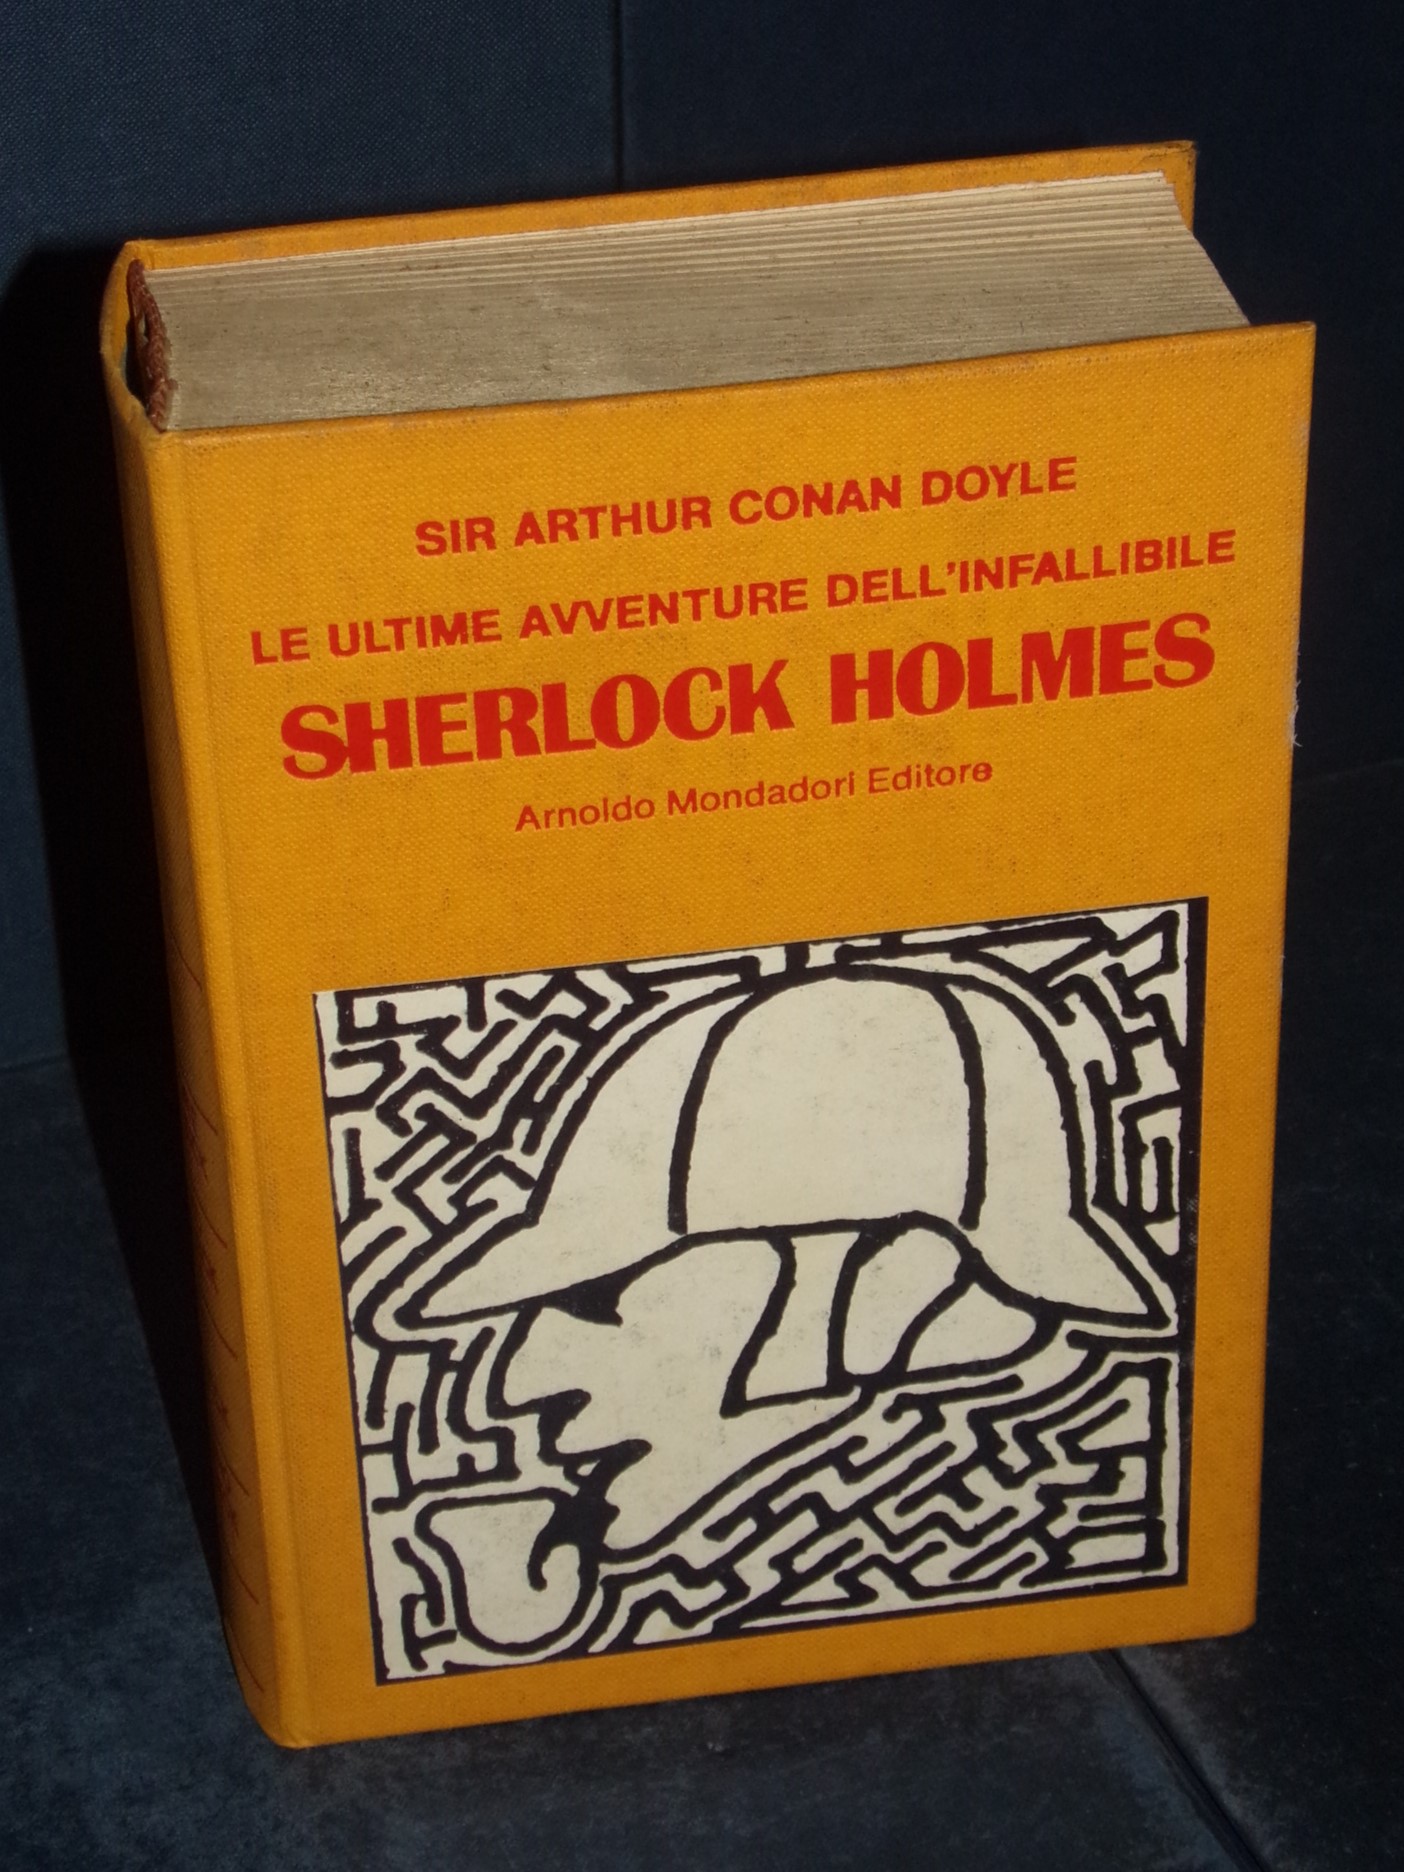 SIR ARTHUR CONAN DOYLE
LE ULTIME AVVENTURE DELL'INFALLIBILE
SHERLOCK HOLMES
Arnoldo Mondadori Editore